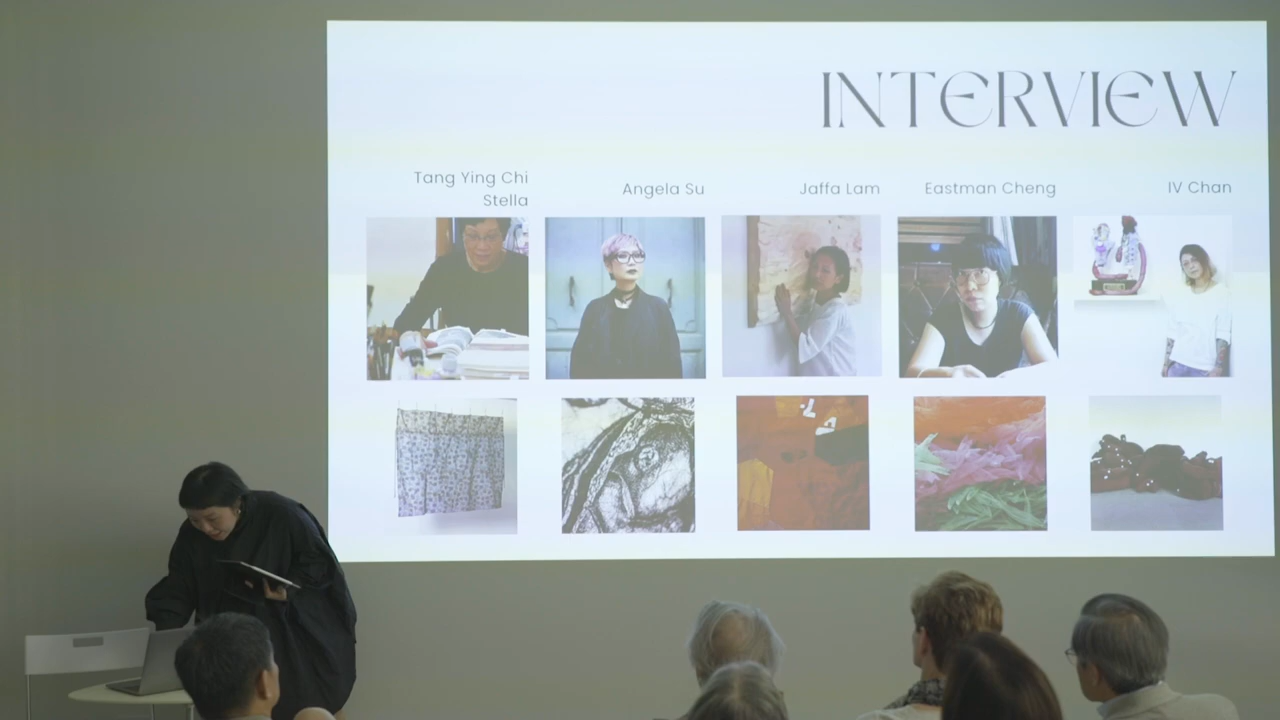 INTERVIEW
Tang Ying Chi
Stella
Angela Su
Jaffa Lam
Eastman Cheng
IV Chan